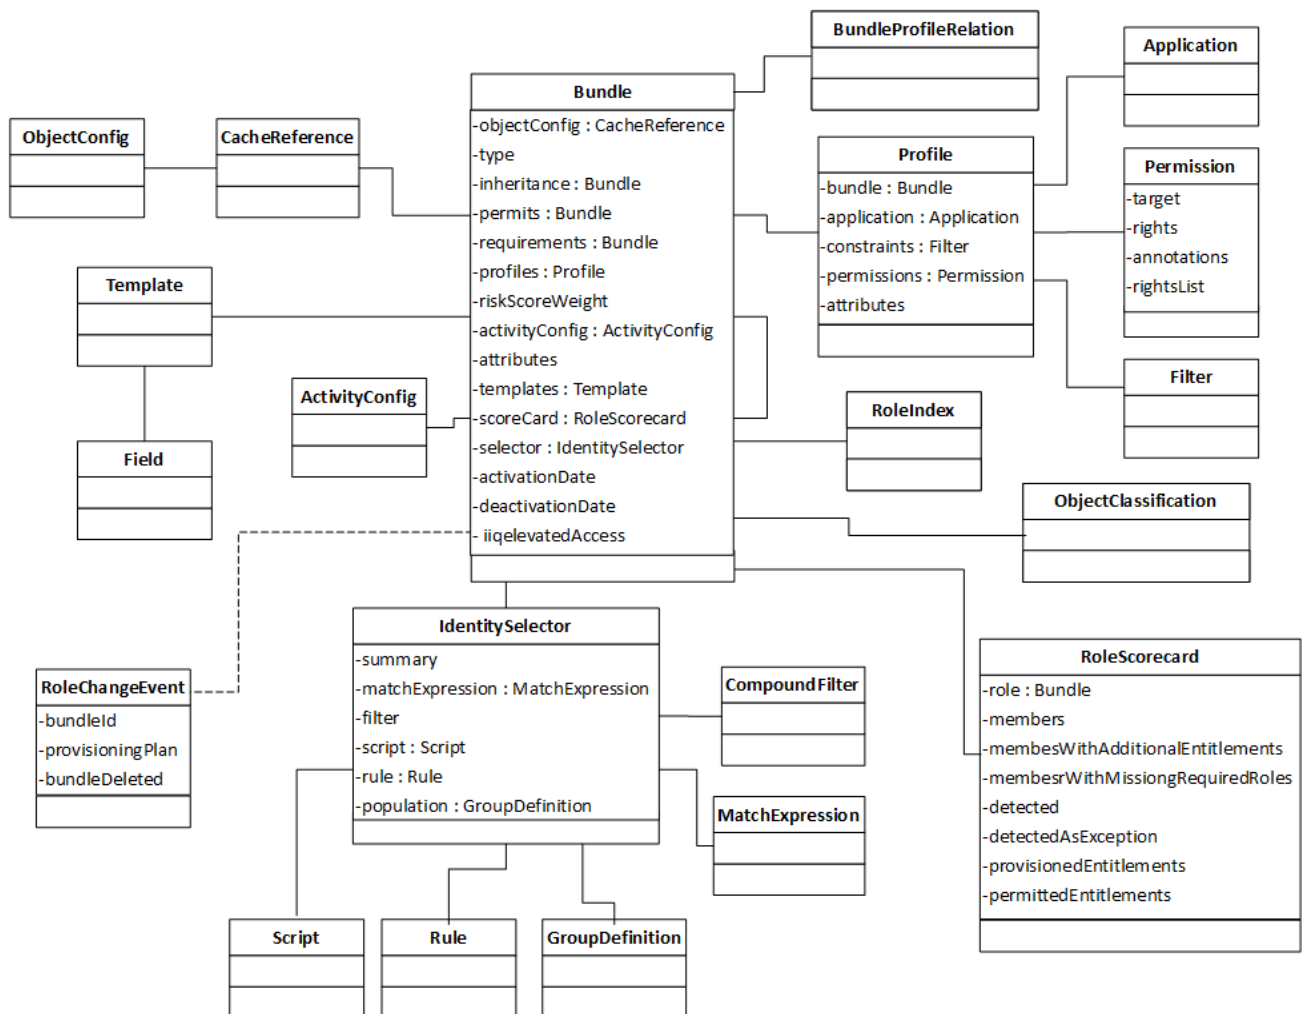 BundleProfileRelation
Application
Bundle
-objectConfig : CacheReference
-type
-inheritance : Bundle
-permits : Bundle
-requirements : Bundle
-profiles : Profile
-riskScoreWeight
-activityConfig : ActivityConfig
-attributes
-templates : Template
-scoreCard : RoleScorecard
-selector : IdentitySelector
-activationDate
-deactivationDate
- iiqelevatedAccess
ObjectConfig
CacheReference
Profile
-bundle : Bundle
-application : Application
-constraints : Filter
-permissions : Permission
-attributes
Permission
-target
-rights
-annotations
-rightsList
Template
ActivityConfig
Filter
RoleIndex
Field
ObjectClassification
IdentitySelector
-summary
-matchExpression : MatchExpression
-filter
-script : Script
-rule : Rule
-population : GroupDefinition
RoleChangeEvent
-bundleId
-provisioningPlan
-bundleDeleted
CompoundFilter
MatchExpression
RoleScorecard
-role : Bundle
-members
-membesWithAdditionalEntitlements
-membesrWithMissiongRequiredRoles
-detected
-detectedAsException
-provisionedEntitlements
-permittedEntitlements
Script
Rule
GroupDefinition